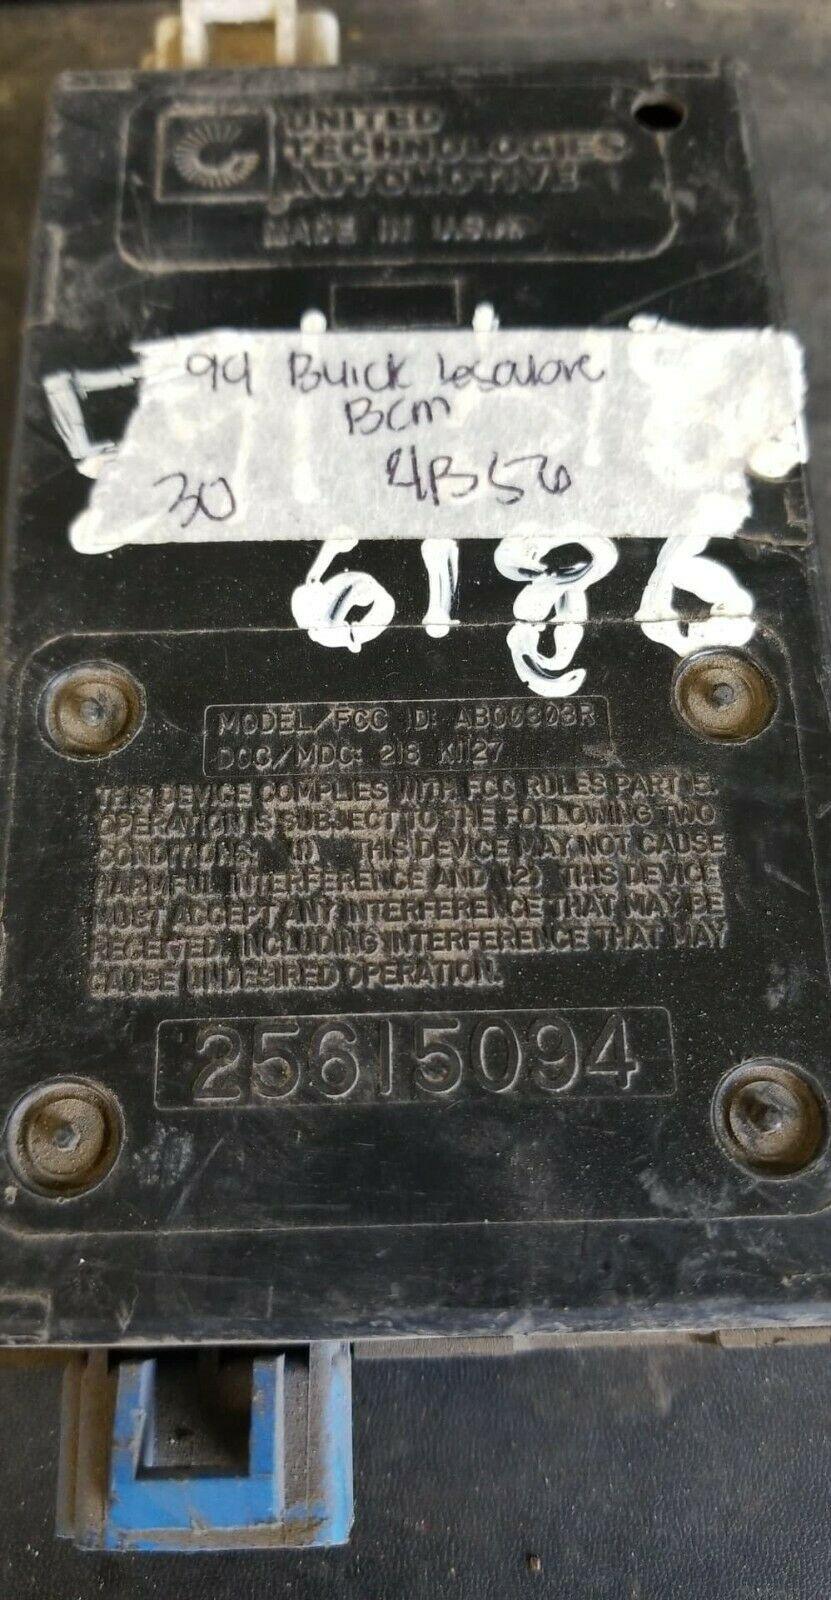 UNITED
TECHNOLOGIES
AUTOMOTIVE
MADE IN U.S.A.
99 Buick Lesabre
BCM
30 4B56
6186
MODEL/FCC ID: AB00303R
DOC/MDC: 218 K1127
THIS DEVICE COMPLIES WITH FCC RULES PART 15.
OPERATION IS SUBJECT TO THE FOLLOWING TWO
CONDITIONS: (1) THIS DEVICE MAY NOT CAUSE
HARMFUL INTERFERENCE AND (2) THIS DEVICE
MUST ACCEPT ANY INTERFERENCE THAT MAY BE
RECEIVED, INCLUDING INTERFERENCE THAT MAY
CAUSE UNDESIRED OPERATION.
25615094